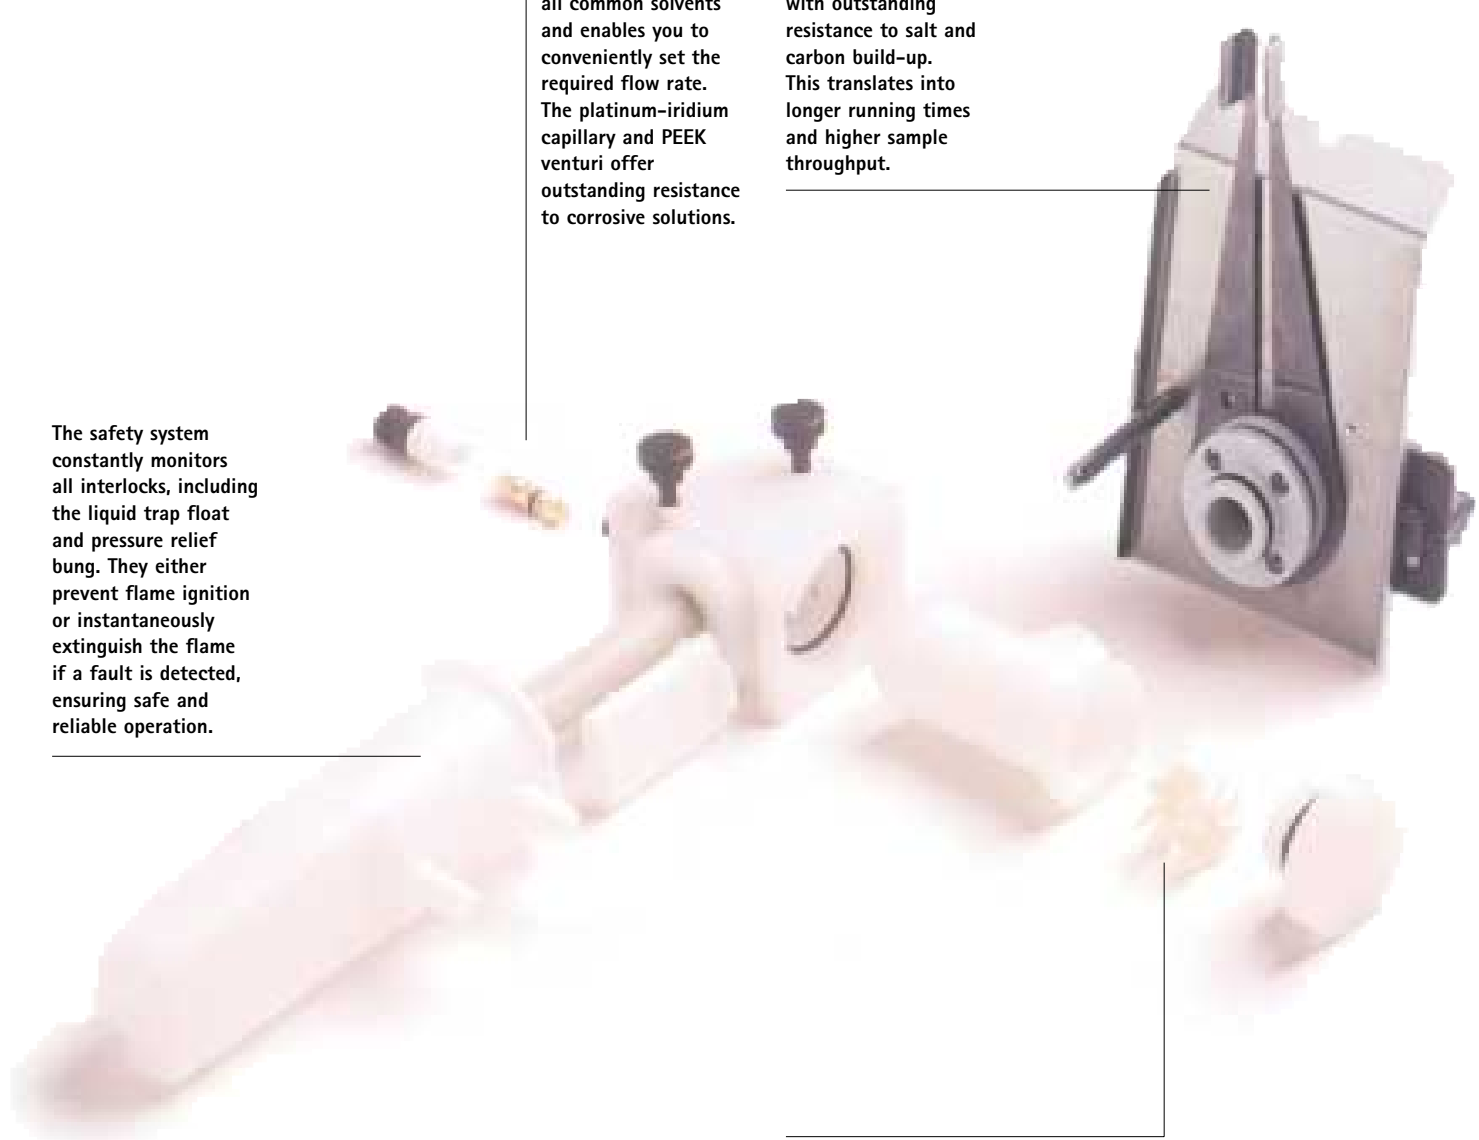 all common solvents
and enables you to
conveniently set the
required flow rate.
The platinum-iridium
capillary and PEEK
venturi offer
outstanding resistance
to corrosive solutions.
with outstanding
resistance to salt and
carbon build-up.
This translates into
longer running times
and higher sample
throughput.
The safety system
constantly monitors
all interlocks, including
the liquid trap float
and pressure relief
bung. They either
prevent flame ignition
or instantaneously
extinguish the flame
if a fault is detected,
ensuring safe and
reliable operation.